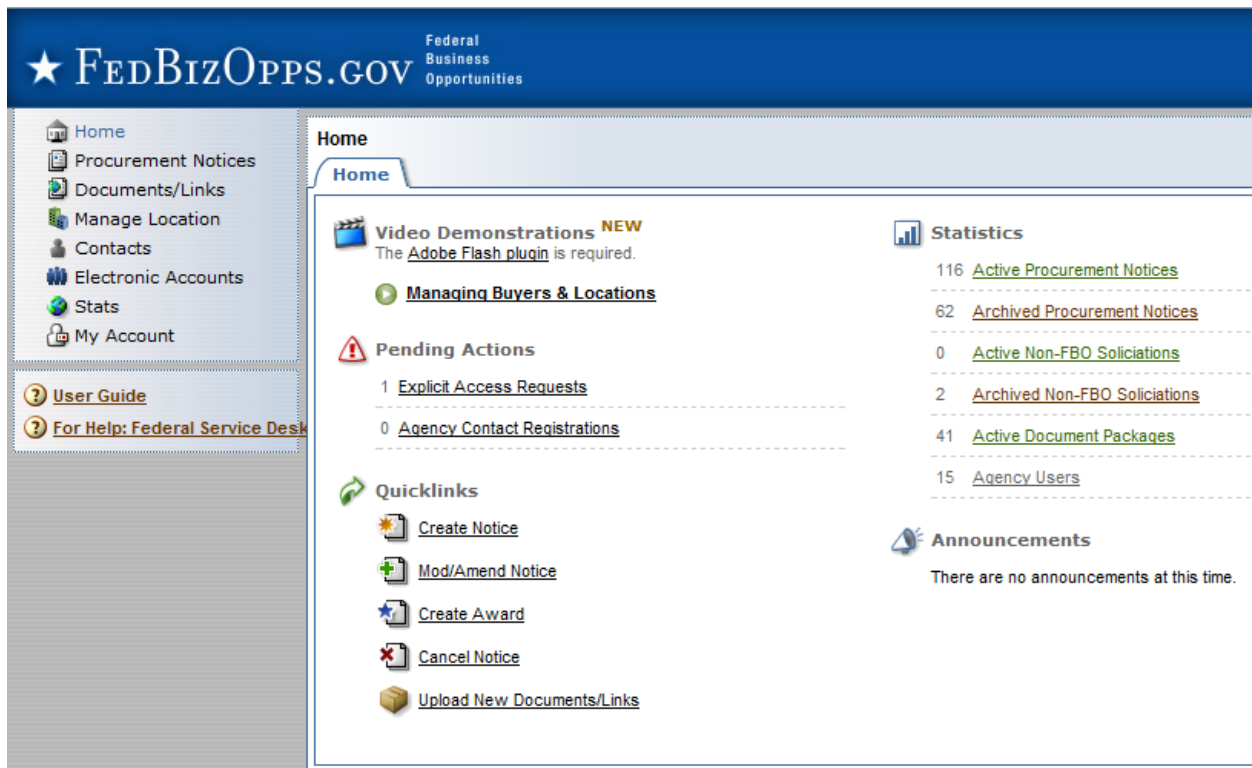 FedBizOpps.gov
Federal
Business
Opportunities
Home
Procurement Notices
Documents/Links
Manage Location
Contacts
Electronic Accounts
Stats
My Account
User Guide
For Help: Federal Service Desk
Home
Home
Video Demonstrations NEW
The Adobe Flash plugin is required.
Managing Buyers & Locations
Pending Actions
1 Explicit Access Requests
0 Agency Contact Registrations
Quicklinks
Create Notice
Mod/Amend Notice
Create Award
Cancel Notice
Upload New Documents/Links
Statistics
116 Active Procurement Notices
62 Archived Procurement Notices
0 Active Non-FBO Soliciations
2 Archived Non-FBO Soliciations
41 Active Document Packages
15 Agency Users
Announcements
There are no announcements at this time.